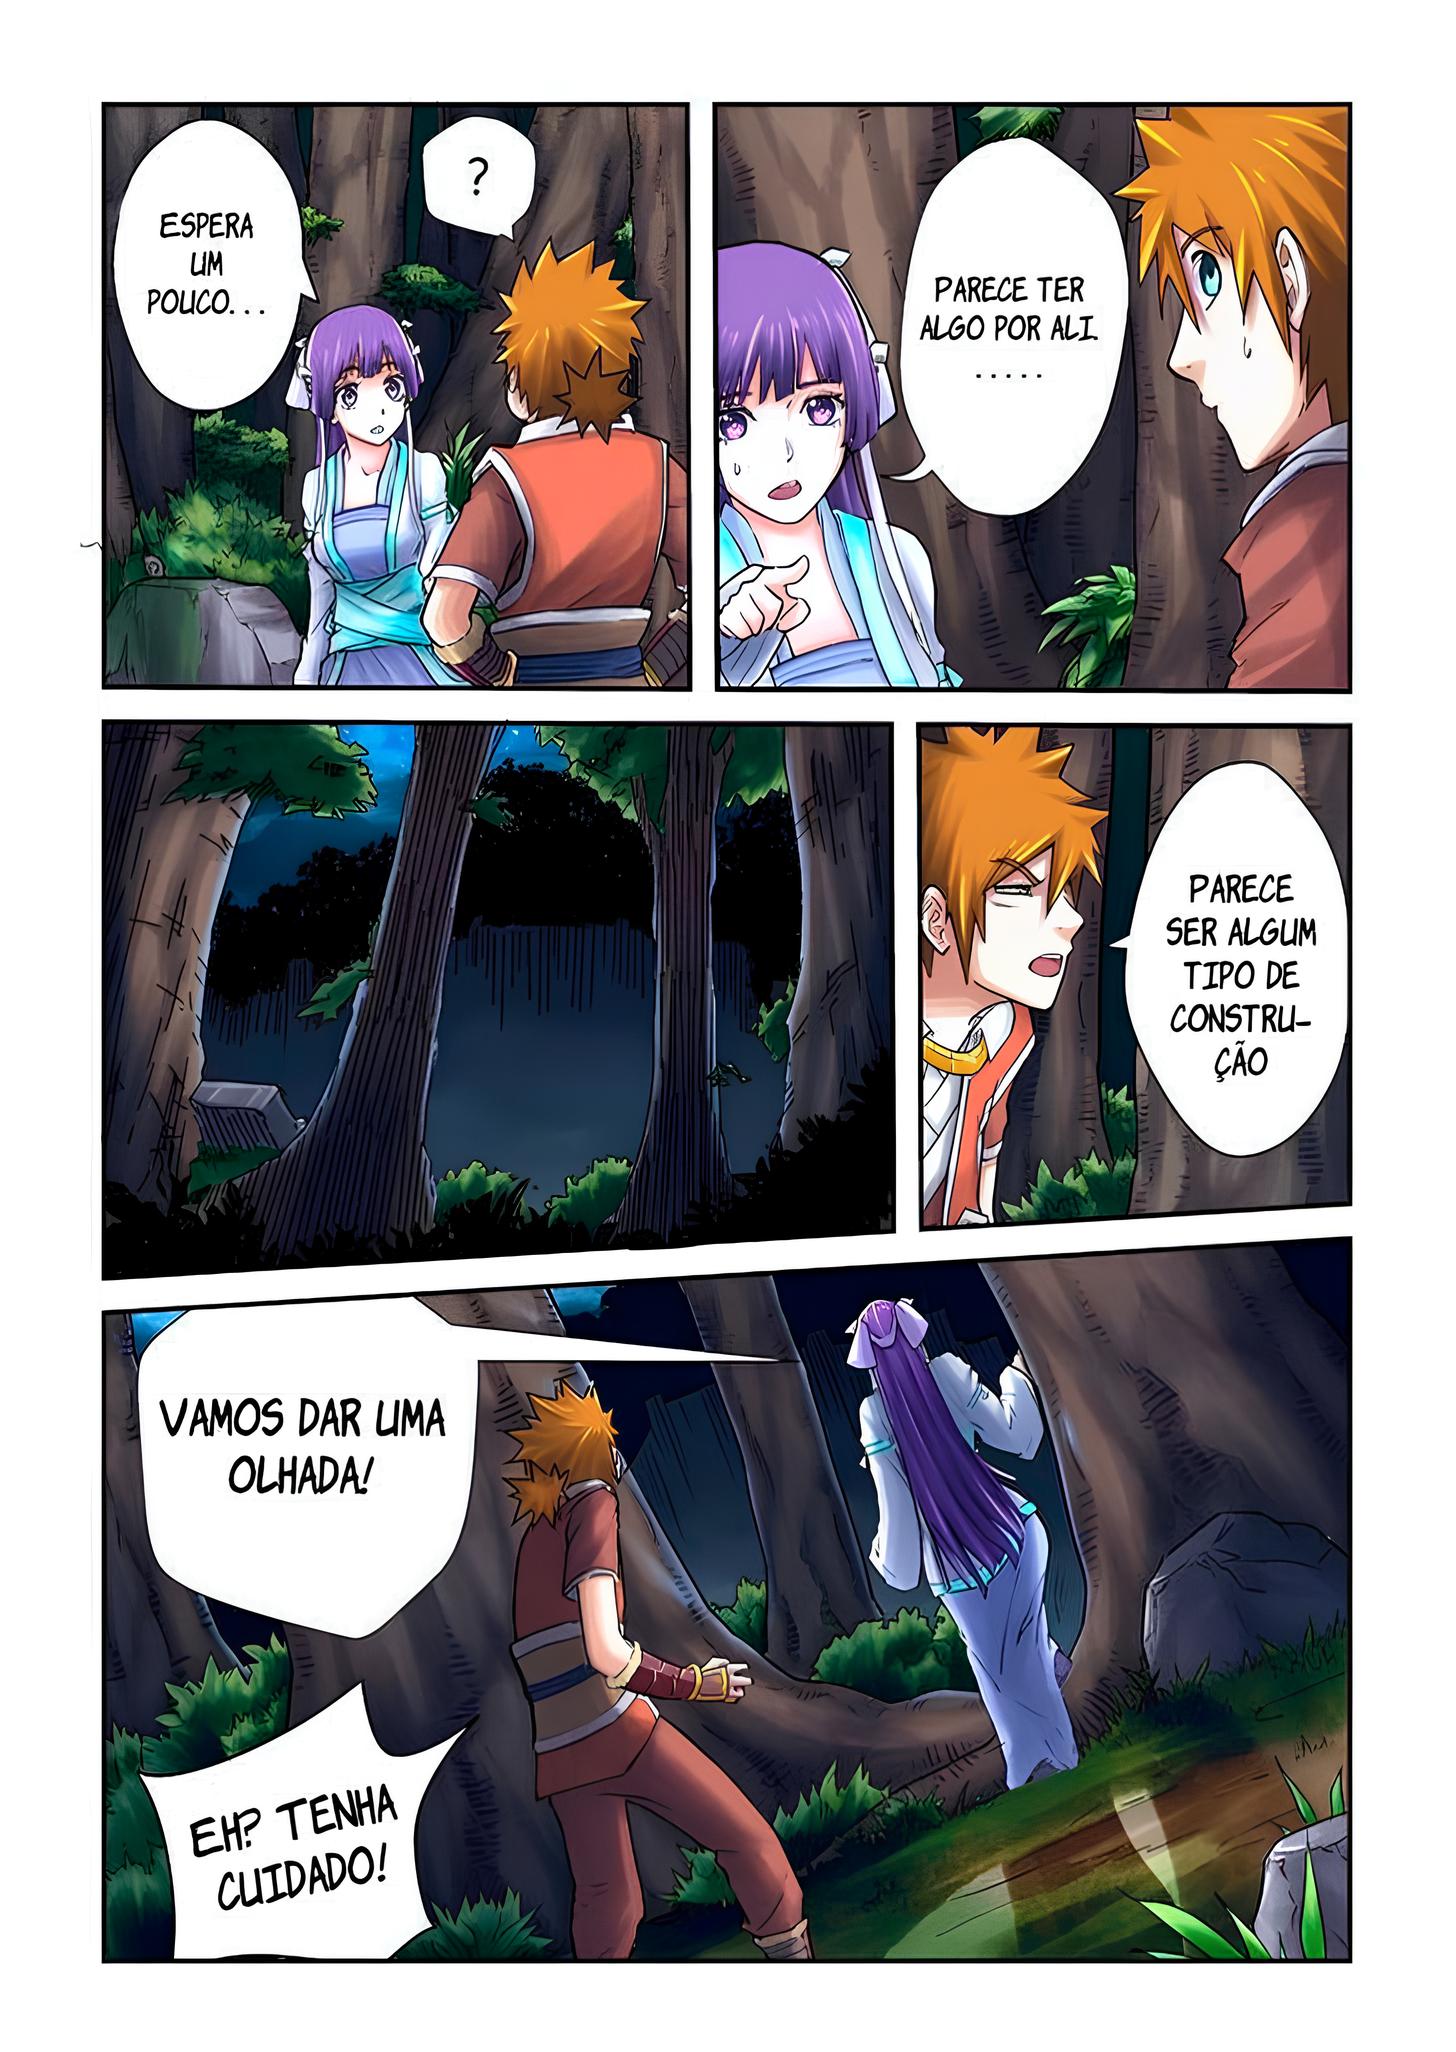 ESPERA
UM
POUCO...
?
PARECE TER
ALGO POR ALI.
.....
PARECE
SER ALGUM
TIPO DE
CONSTRU-
ÇÃO
VAMOS DAR UMA
OLHADA!
EH? TENHA
CUIDADO!